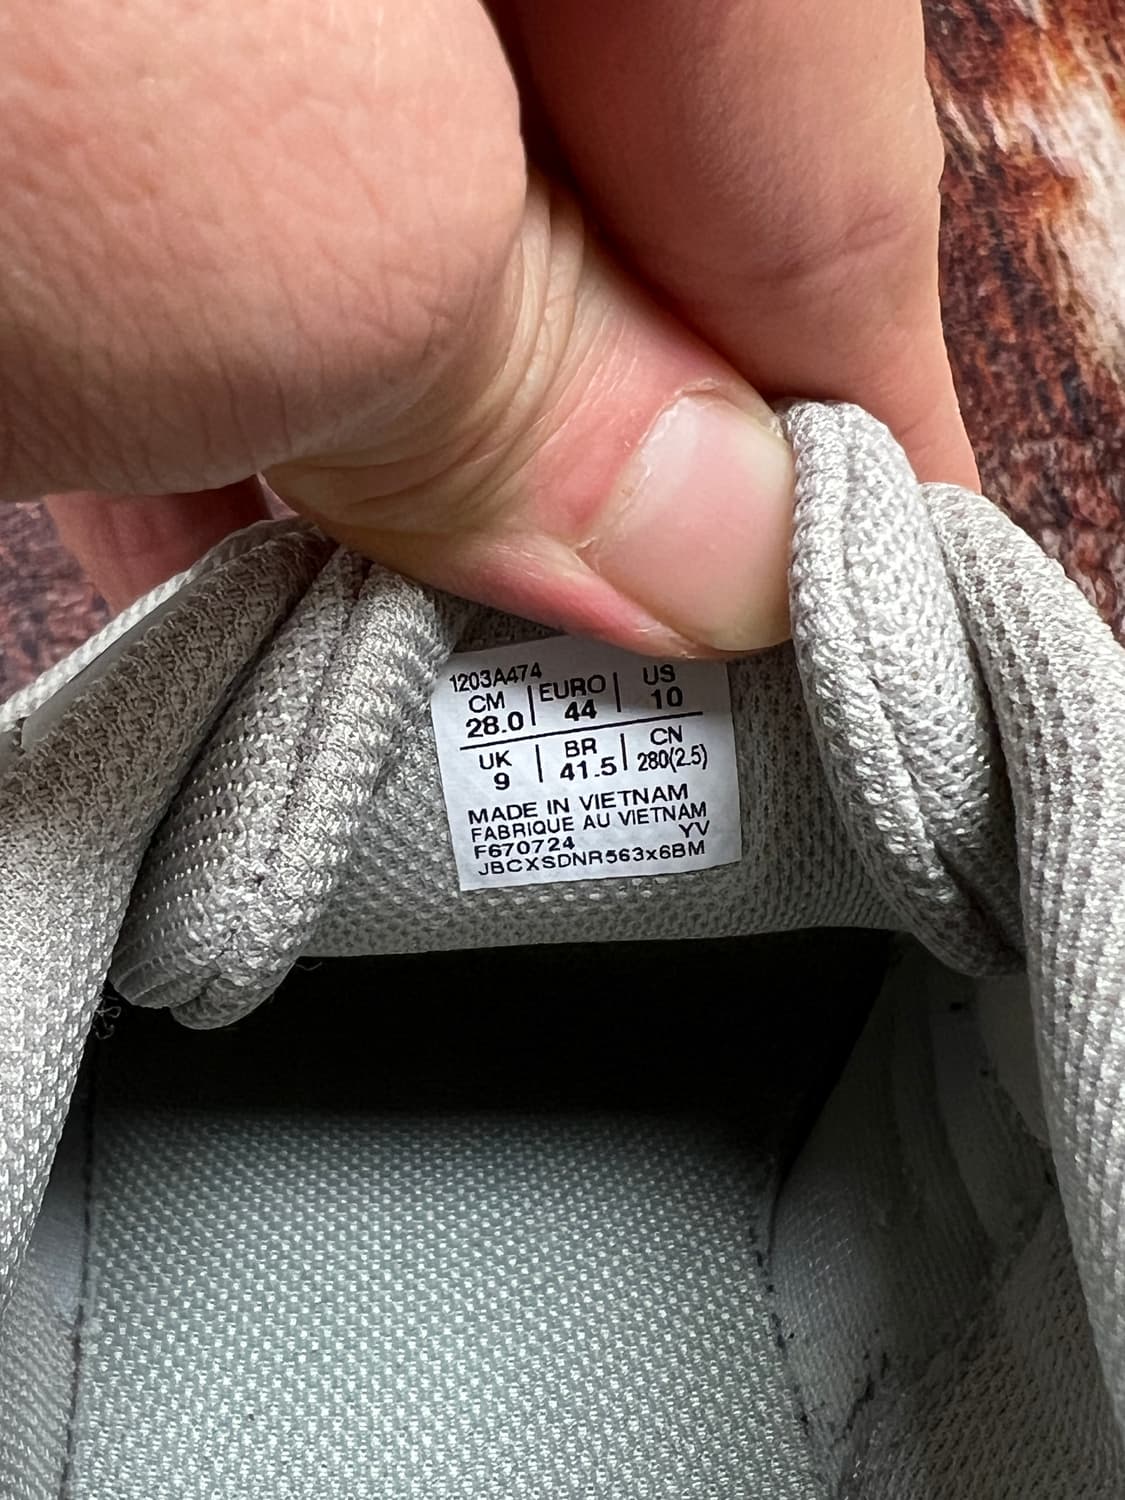 1203A474
CM | EURO | US
28.0 44 10
UK | BR | CN
9 41.5 280(2.5)
MADE IN VIETNAM
FABRIQUE AU VIETNAM
F670724 YV
JBCXSDNR563x6BM